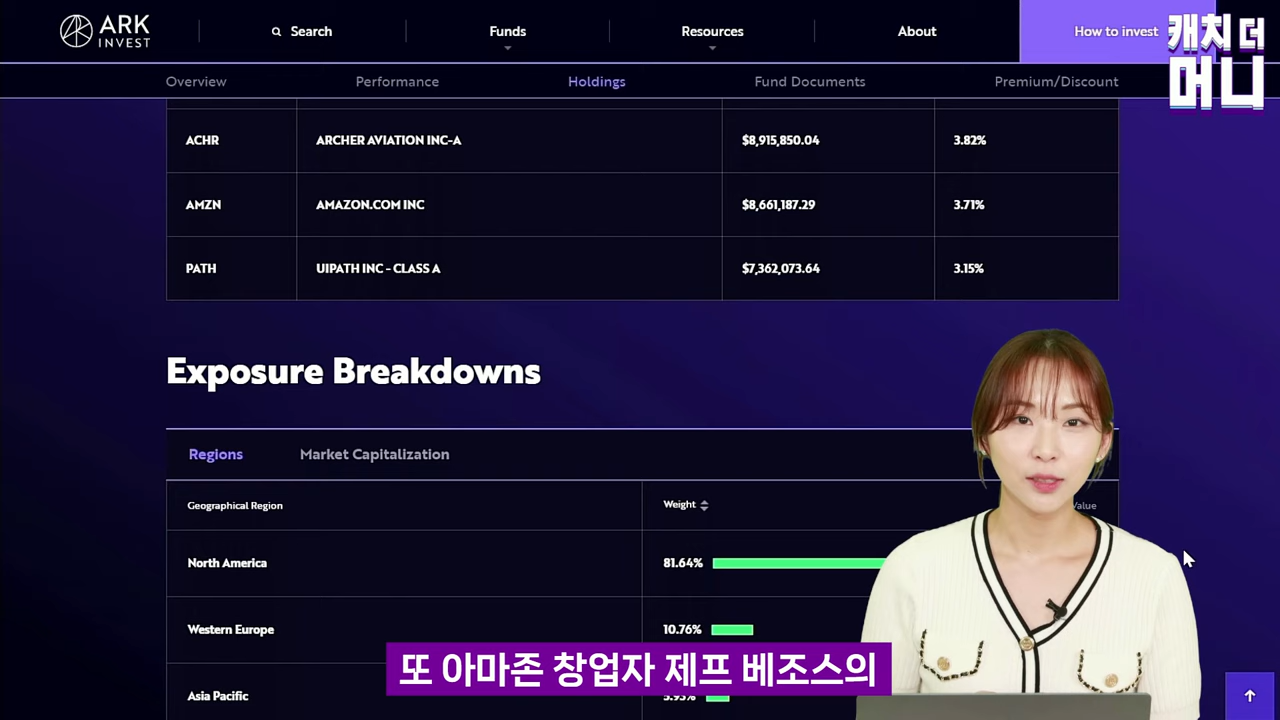 ARK
INVEST
Search
Funds
Resources
About
How to invest
캐치 더
머니
Overview
Performance
Holdings
Fund Documents
Premium/Discount
ACHR
ARCHER AVIATION INC-A
$8,915,850.04
3.82%
AMZN
AMAZON.COM INC
$8,661,187.29
3.71%
PATH
UIPATH INC - CLASS A
$7,362,073.64
3.15%
Exposure Breakdowns
Regions
Market Capitalization
Geographical Region
Weight
Value
North America
81.64%
Western Europe
10.76%
또 아마존 창업자 제프 베조스의
Asia Pacific